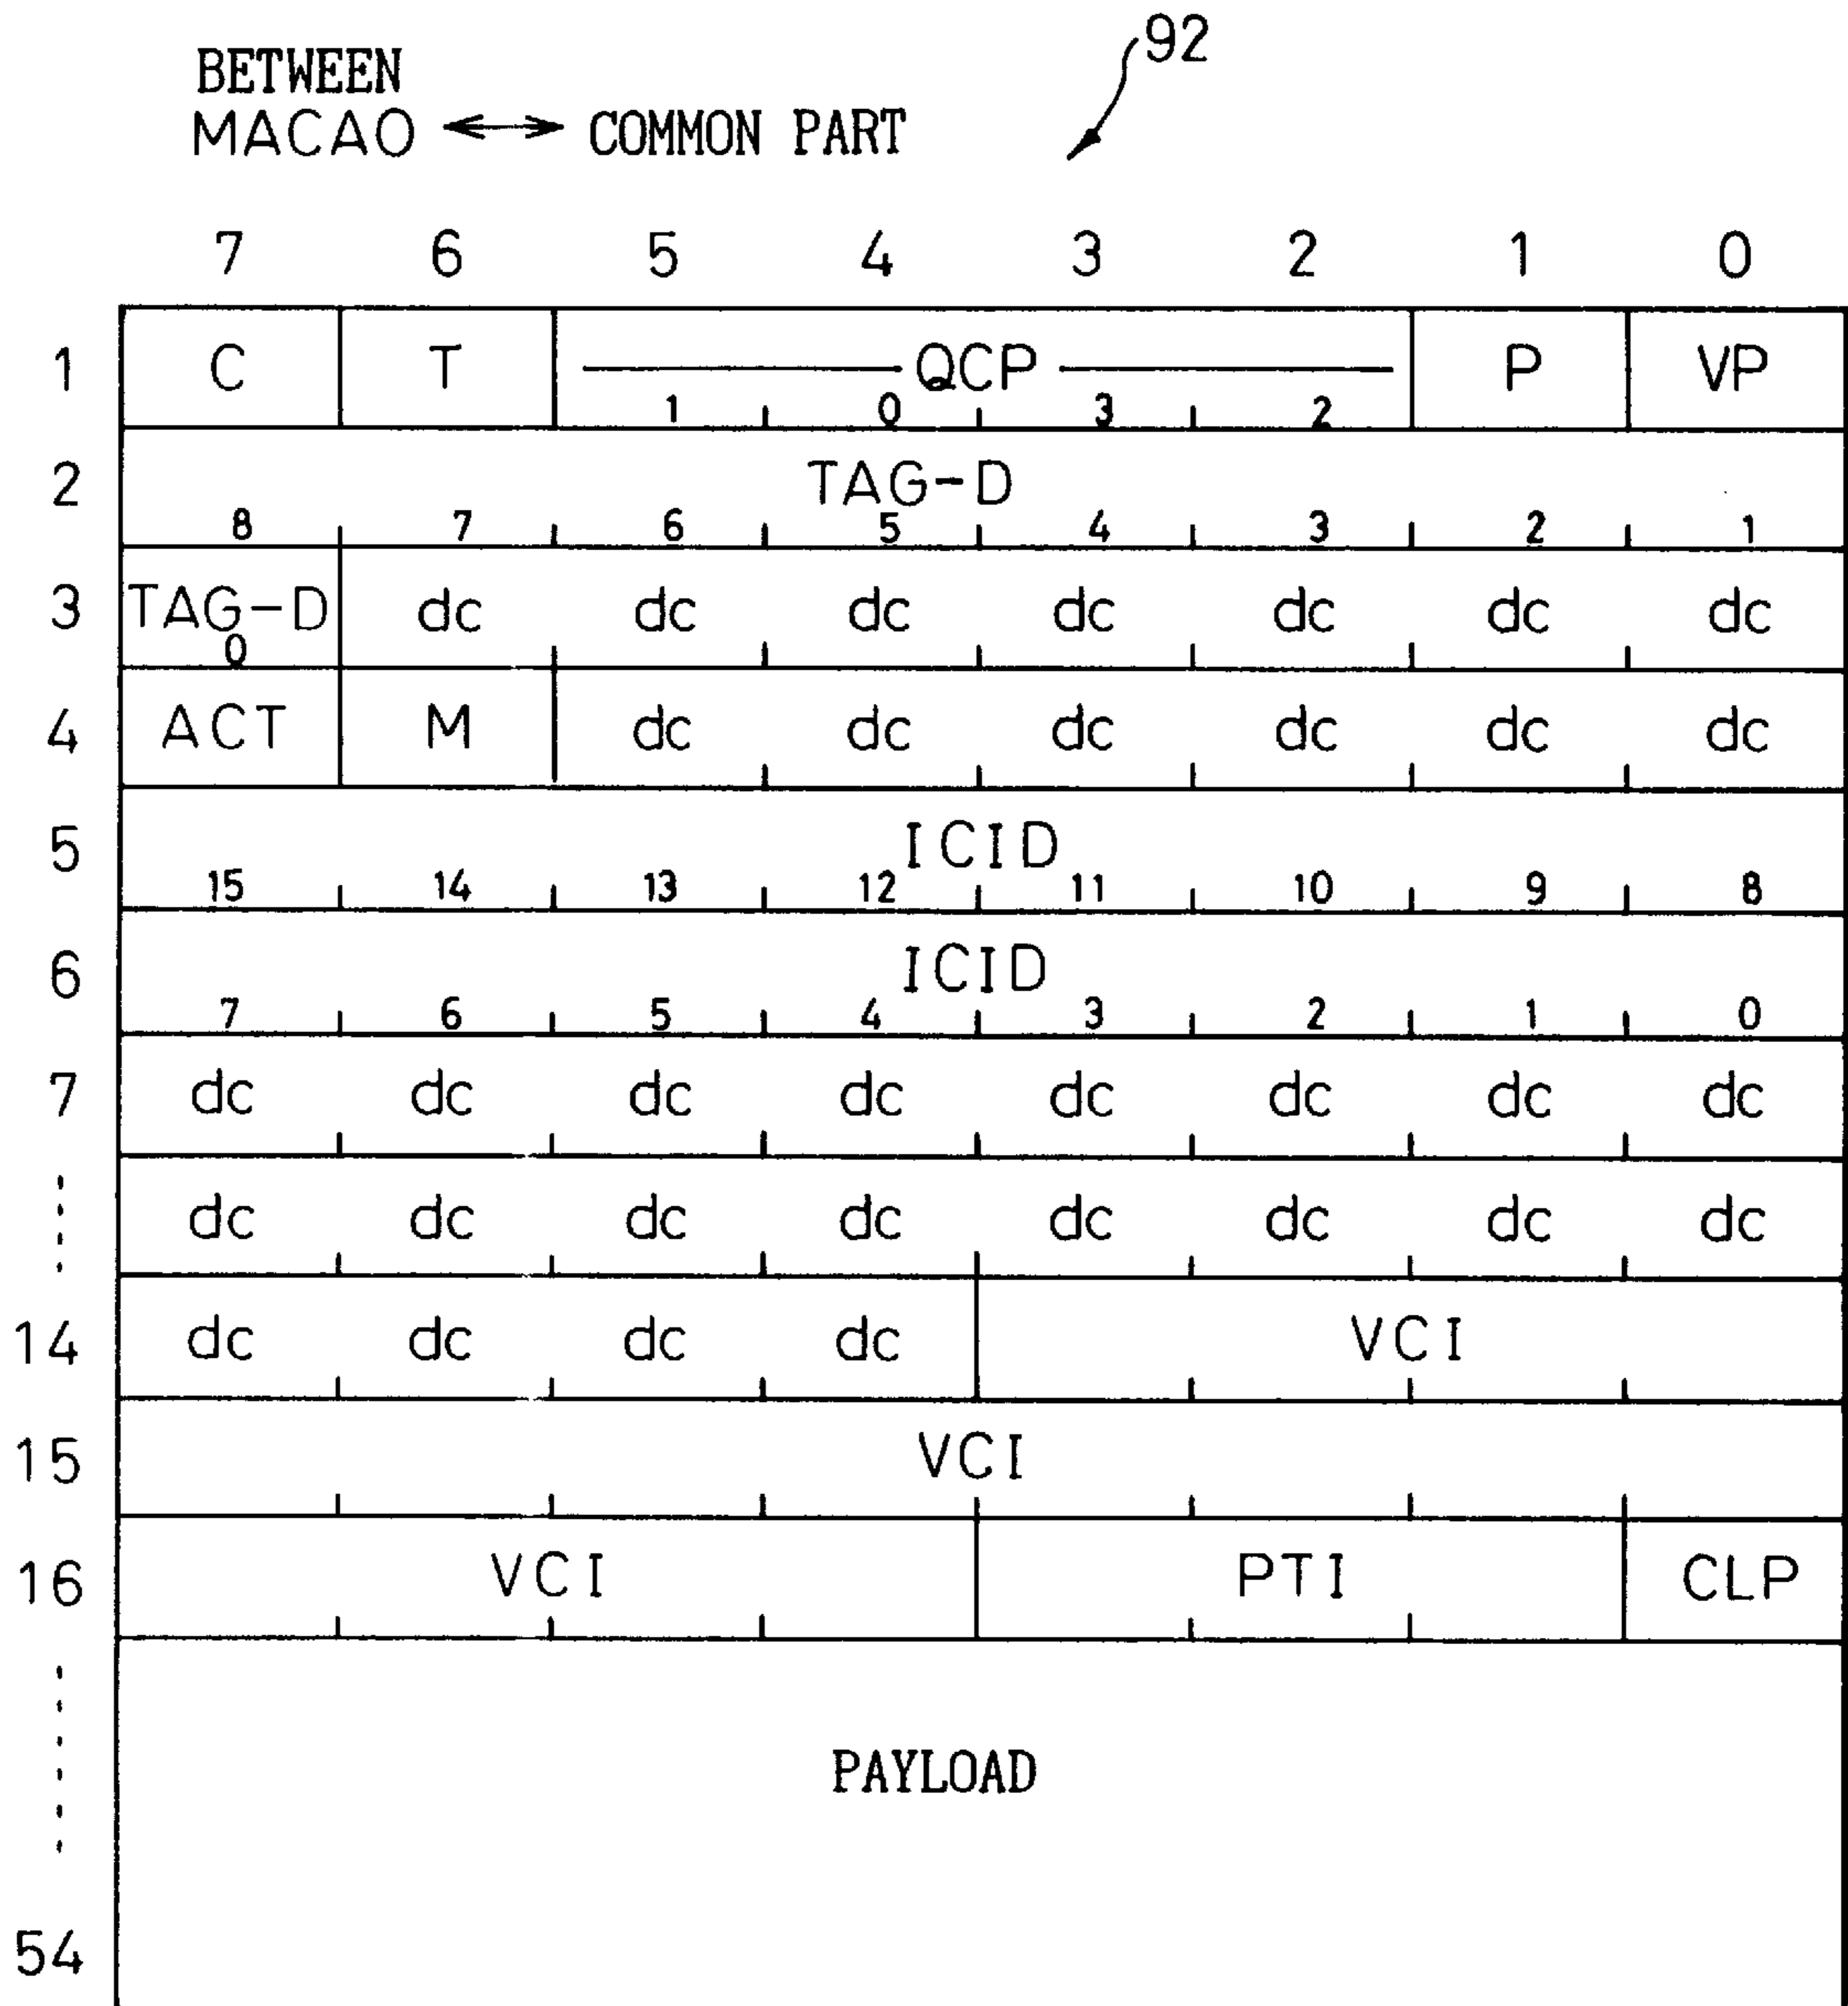 92
BETWEEN
MACAO ↔ COMMON PART
7 6 5 4 3 2 1 0
1 C T QCP P VP
1 0 3 2
2 TAG-D
8 7 6 5 4 3 2 1
3 TAG-D dc dc dc dc dc dc dc
0
4 ACT M dc dc dc dc dc dc
5 ICID
15 14 13 12 11 10 9 8
6 ICID
7 6 5 4 3 2 1 0
7 dc dc dc dc dc dc dc dc
dc dc dc dc dc dc dc dc
14 dc dc dc dc VCI
15 VCI
16 VCI PTI CLP
PAYLOAD
54